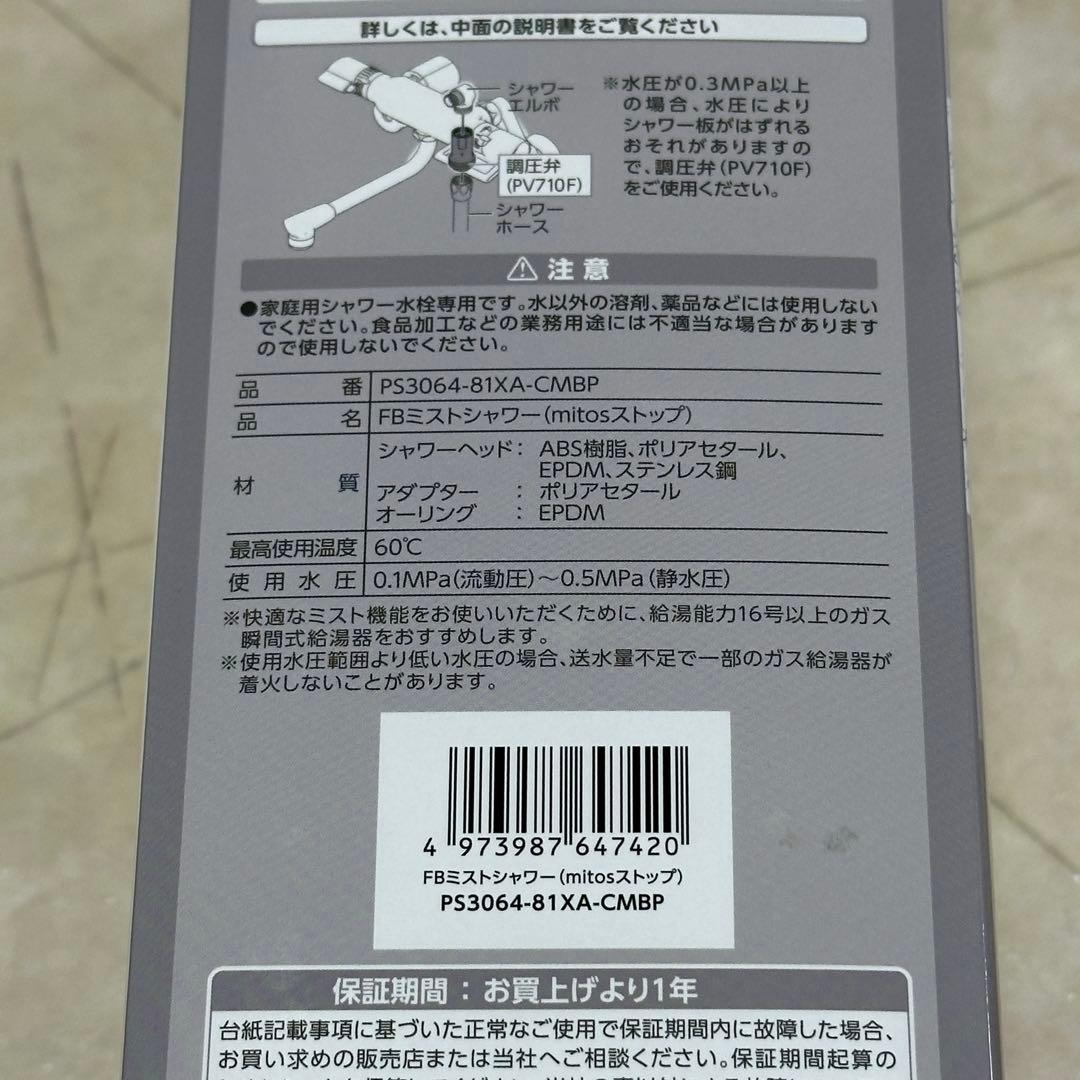 詳しくは、中面の説明書をご覧ください
シャワー
エルボ
調圧弁
(PV710F)
シャワー
ホース
※水圧が0.3MPa以上
の場合、水圧により
シャワー板がはずれる
おそれがありますの
で、調圧弁(PV710F)
をご使用ください。
注意
●家庭用シャワー水栓専用です。水以外の溶剤、薬品などには使用しない
でください。食品加工などの業務用途には不適当な場合があります
ので使用しないでください。
品番 PS3064-81XA-CMBP
品名 FBミストシャワー(mitosストップ)
材質 シャワーヘッド: ABS樹脂、ポリアセタール、
EPDM、ステンレス鋼
アダプター : ポリアセタール
オーリング : EPDM
最高使用温度 60℃
使用水圧 0.1MPa(流動圧)~0.5MPa(静水圧)
※快適なミスト機能をお使いいただくために、給湯能力16号以上のガス
瞬間式給湯器をおすすめします。
※使用水圧範囲より低い水圧の場合、送水量不足で一部のガス給湯器が
着火しないことがあります。
4 973987 647420
FBミストシャワー(mitosストップ)
PS3064-81XA-CMBP
保証期間:お買上げより1年
台紙記載事項に基づいた正常なご使用で保証期間内に故障した場合、
お買い求めの販売店または当社へご相談ください。保証期間起算の